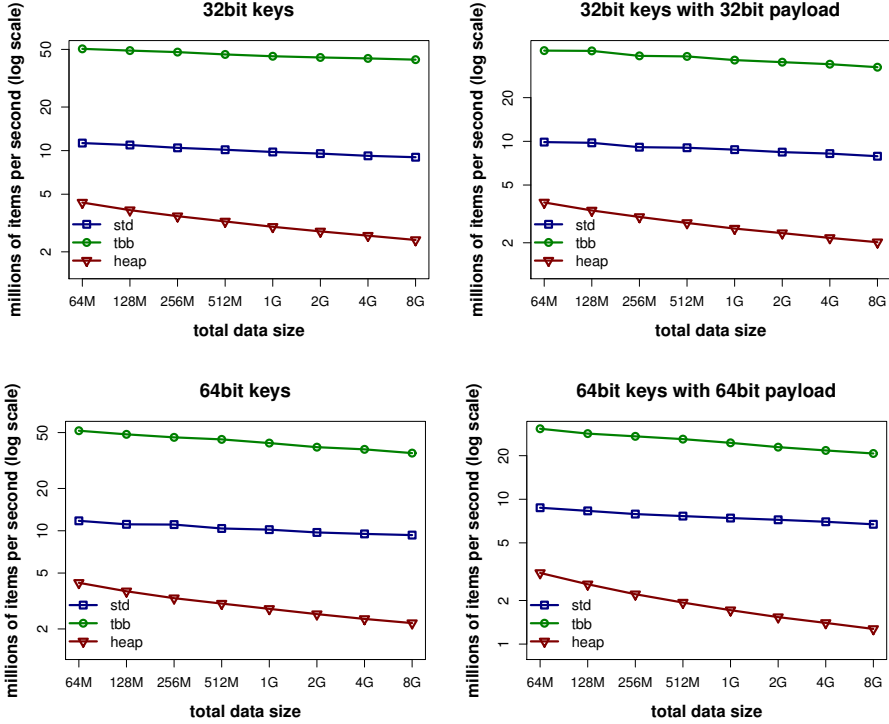 32bit keys
millions of items per second (log scale)
50
20
10
5
2
std
tbb
heap
64M 128M 256M 512M 1G 2G 4G 8G
total data size
32bit keys with 32bit payload
millions of items per second (log scale)
20
10
5
2
std
tbb
heap
64M 128M 256M 512M 1G 2G 4G 8G
total data size
64bit keys
millions of items per second (log scale)
50
20
10
5
2
std
tbb
heap
64M 128M 256M 512M 1G 2G 4G 8G
total data size
64bit keys with 64bit payload
millions of items per second (log scale)
20
10
5
2
1
std
tbb
heap
64M 128M 256M 512M 1G 2G 4G 8G
total data size